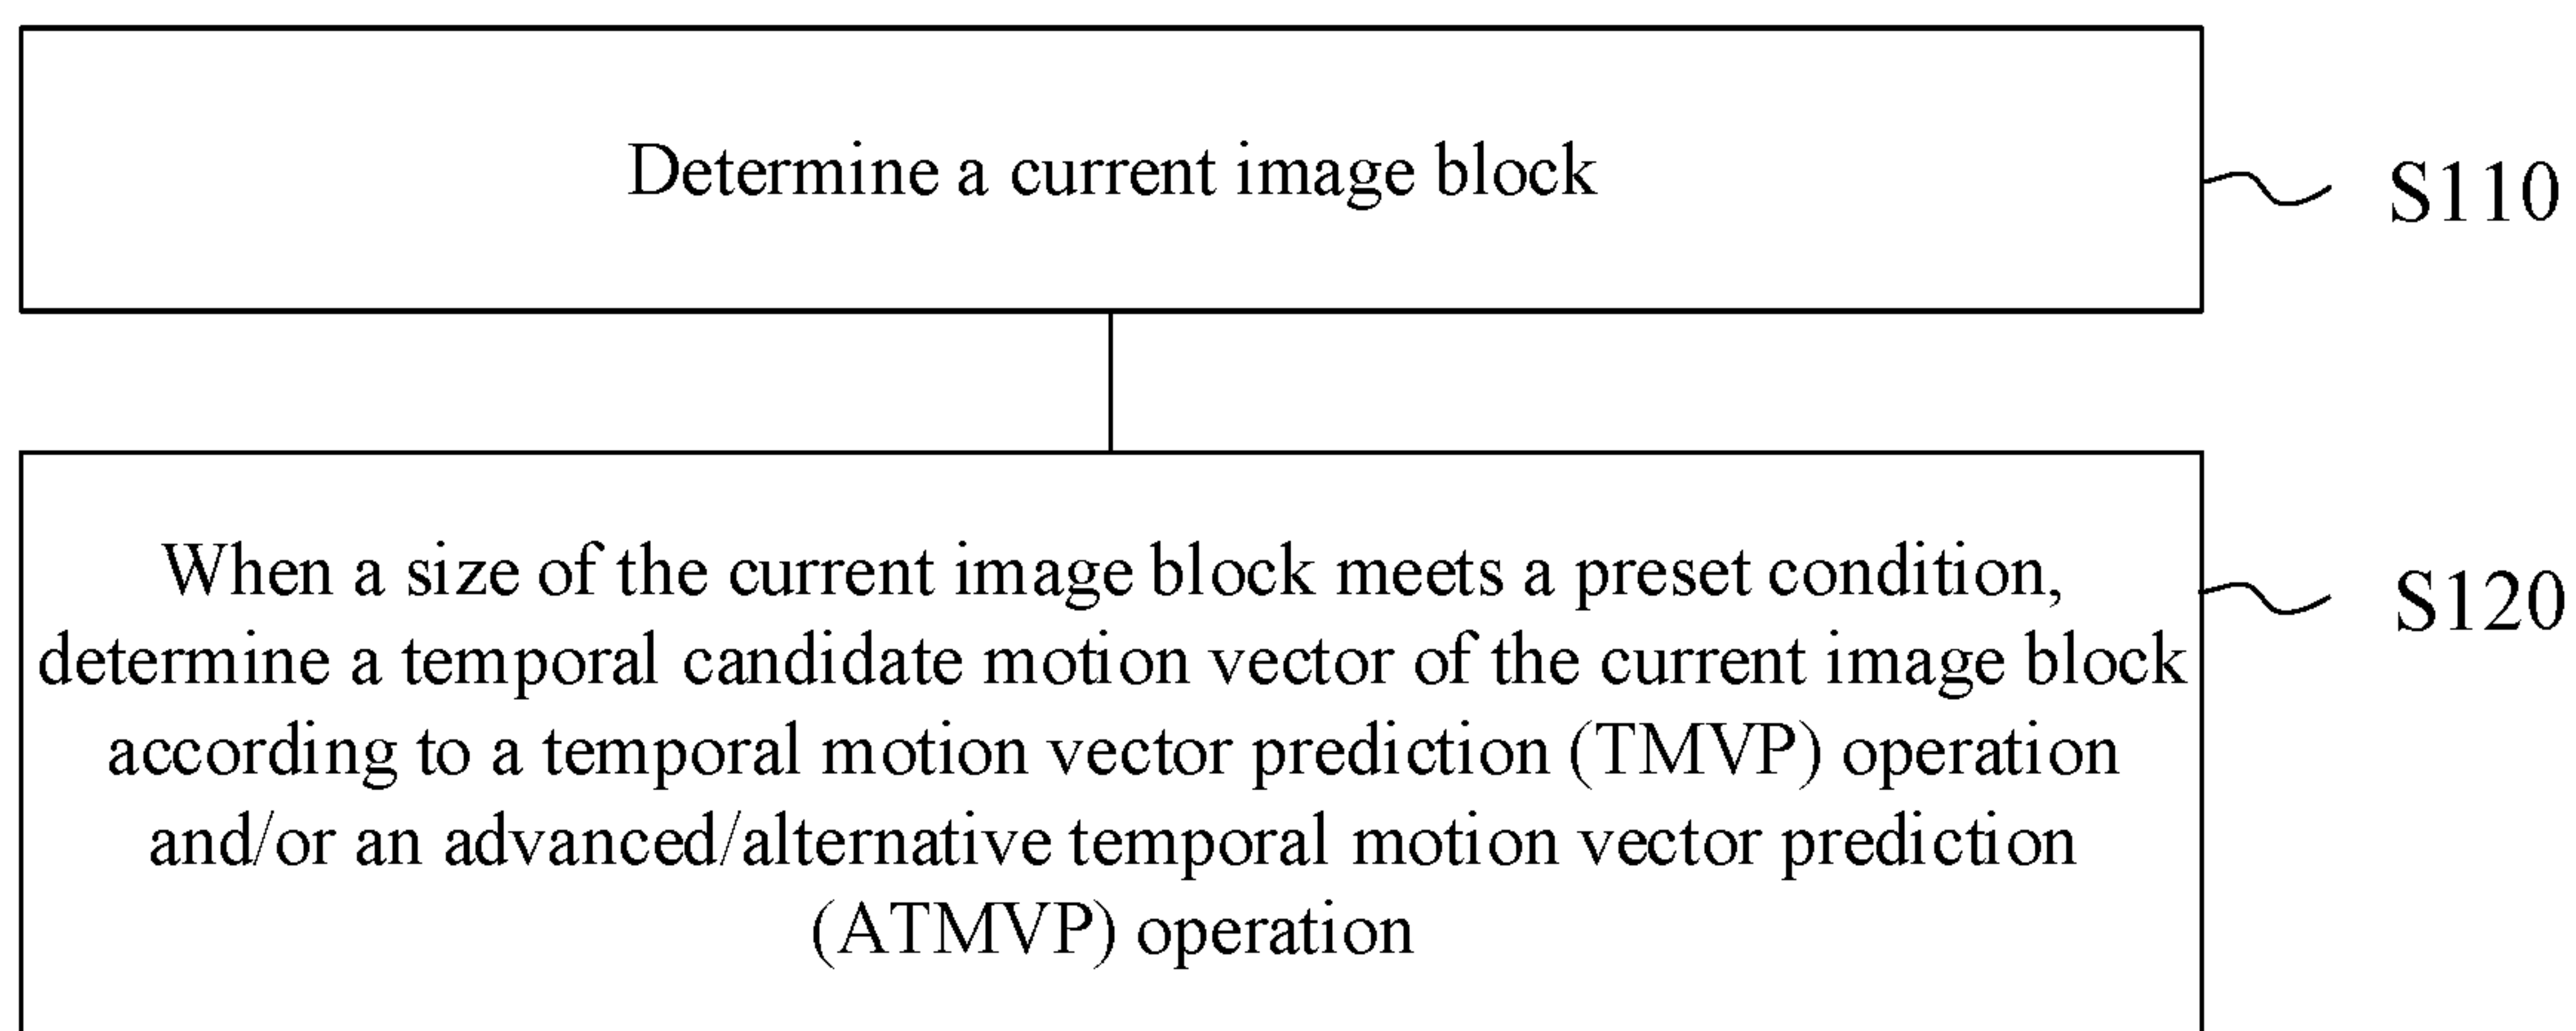 Determine a current image block
S110
When a size of the current image block meets a preset condition,
determine a temporal candidate motion vector of the current image block
according to a temporal motion vector prediction (TMVP) operation
and/or an advanced/alternative temporal motion vector prediction
(ATMVP) operation
S120